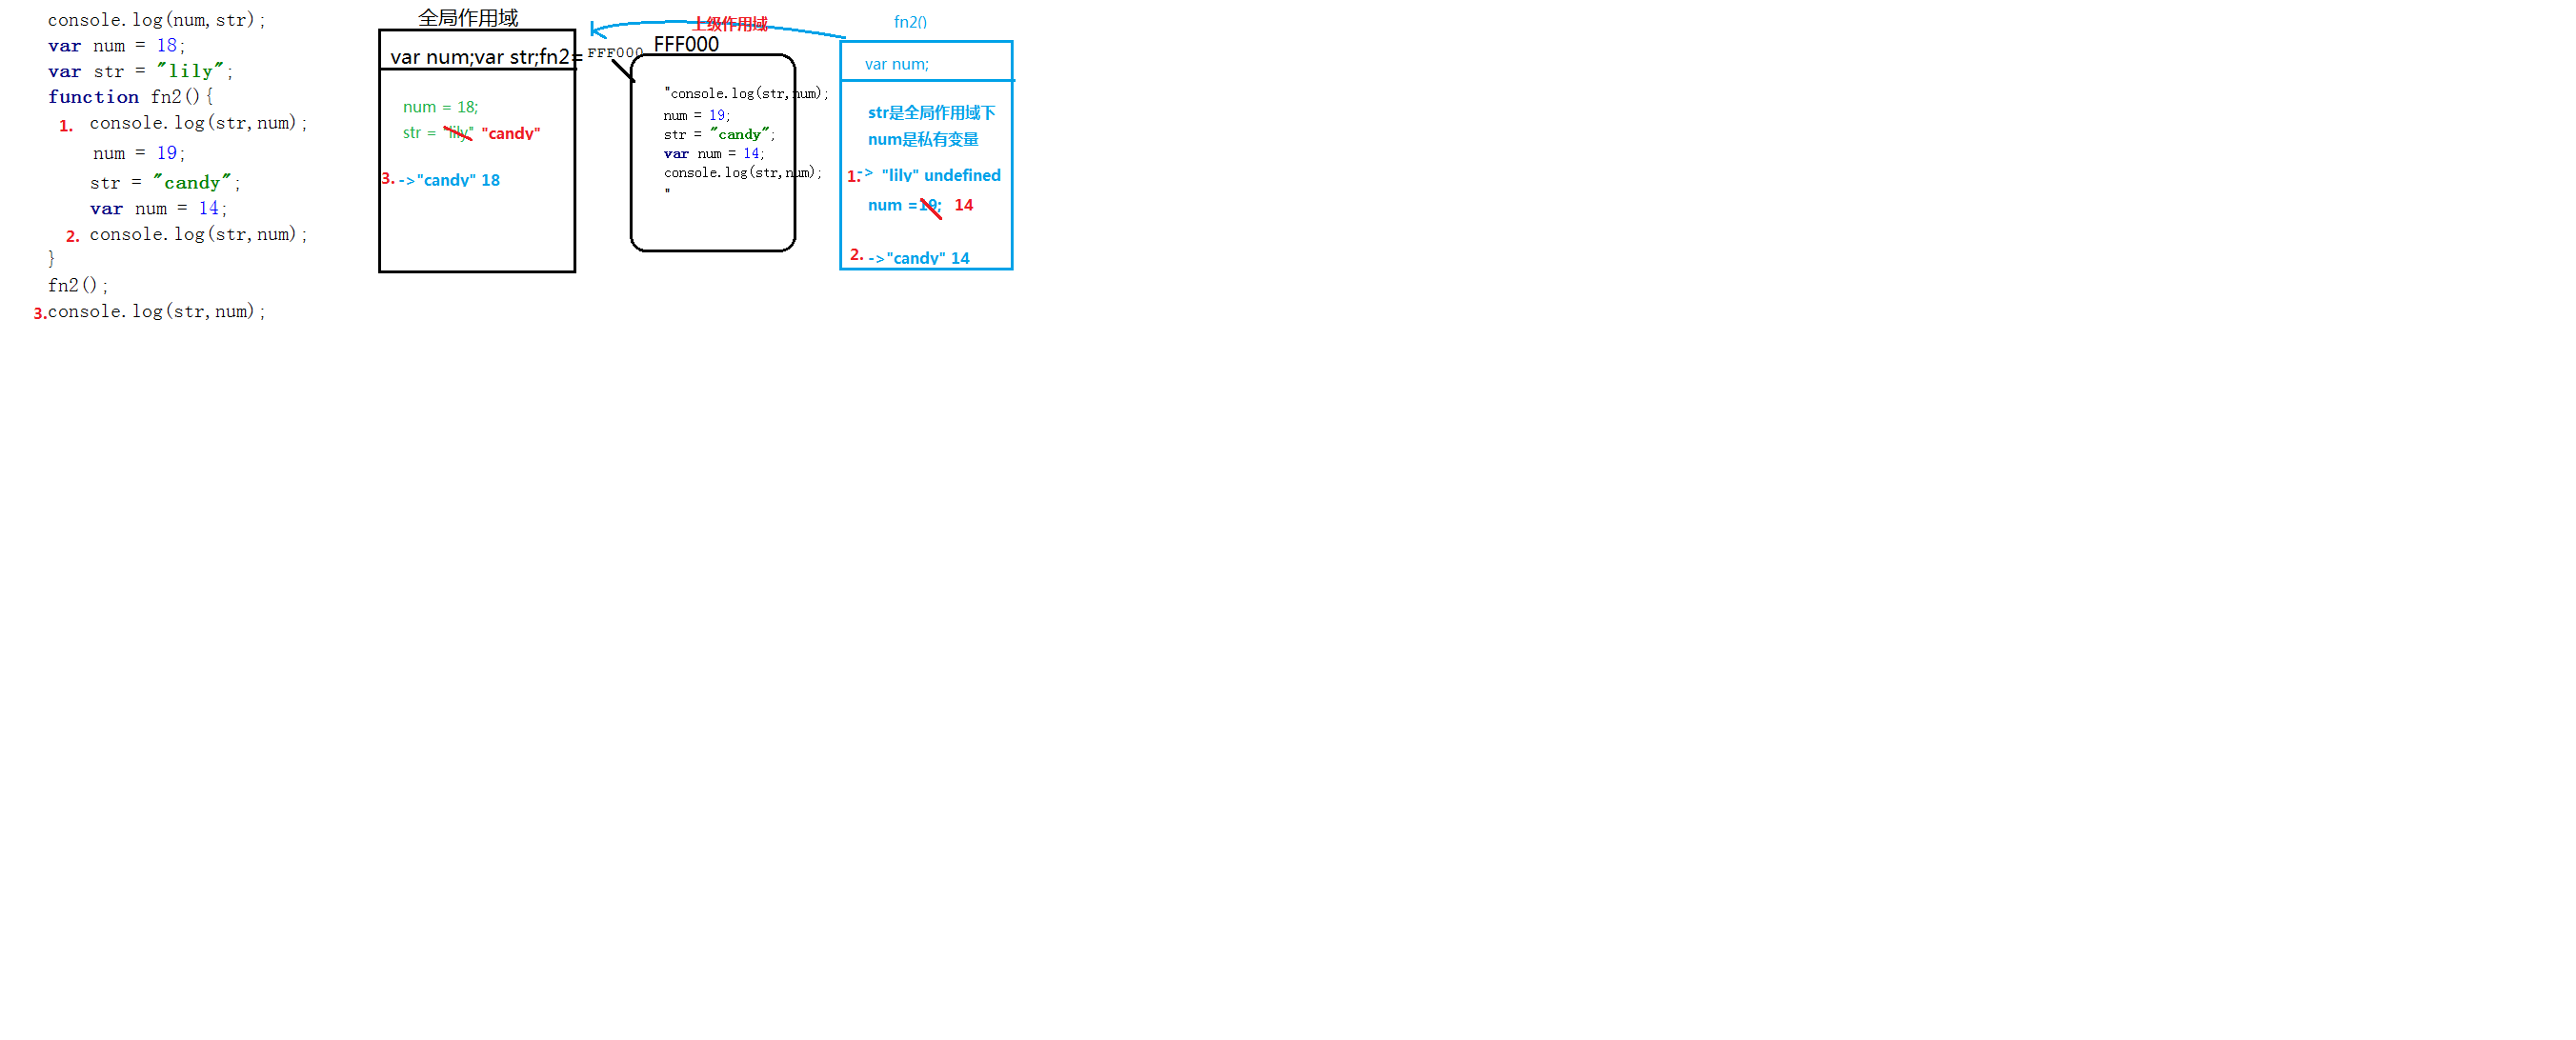 console.log(num,str);
var num = 18;
var str = "lily";
function fn2(){
1. console.log(str,num);
num = 19;
str = "candy";
var num = 14;
2. console.log(str,num);
}
fn2();
3.console.log(str,num);
全局作用域
var num;var str;fn2= FFF000
num = 18;
str = "lily" "candy"
3. ->"candy" 18
上级作用域
FFF000
"console.log(str,num);
num = 19;
str = "candy";
var num = 14;
console.log(str,num);
"
fn2()
var num;
str是全局作用域下
num是私有变量
1.-> "lily" undefined
num =19; 14
2. ->"candy" 14